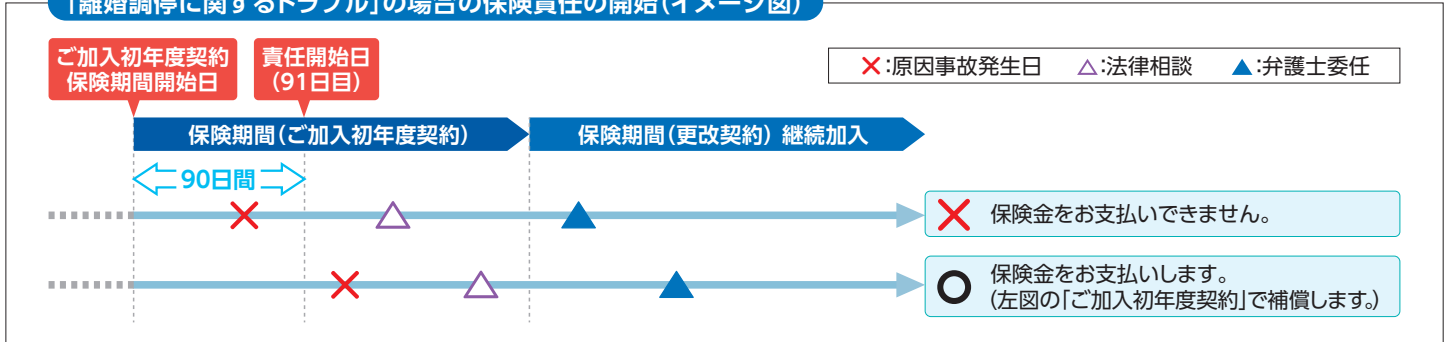 「離婚調停に関するトラブル」の場合の保険責任の開始(イメージ図)
ご加入初年度契約
保険期間開始日
責任開始日
(91日目)
×:原因事故発生日 △:法律相談 ▲:弁護士委任
保険期間(ご加入初年度契約)
保険期間(更改契約) 継続加入
90日間
保険金をお支払いできません。
保険金をお支払いします。
(左図の「ご加入初年度契約」で補償します。)